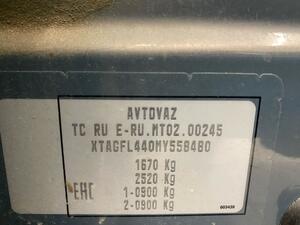 AVTOVAZ
TC RU E-RU.MT02.00245
XTAGFL440MY558480
1670 Kg
2520 Kg
1-0900 Kg
2-0900 Kg
EAC
003438